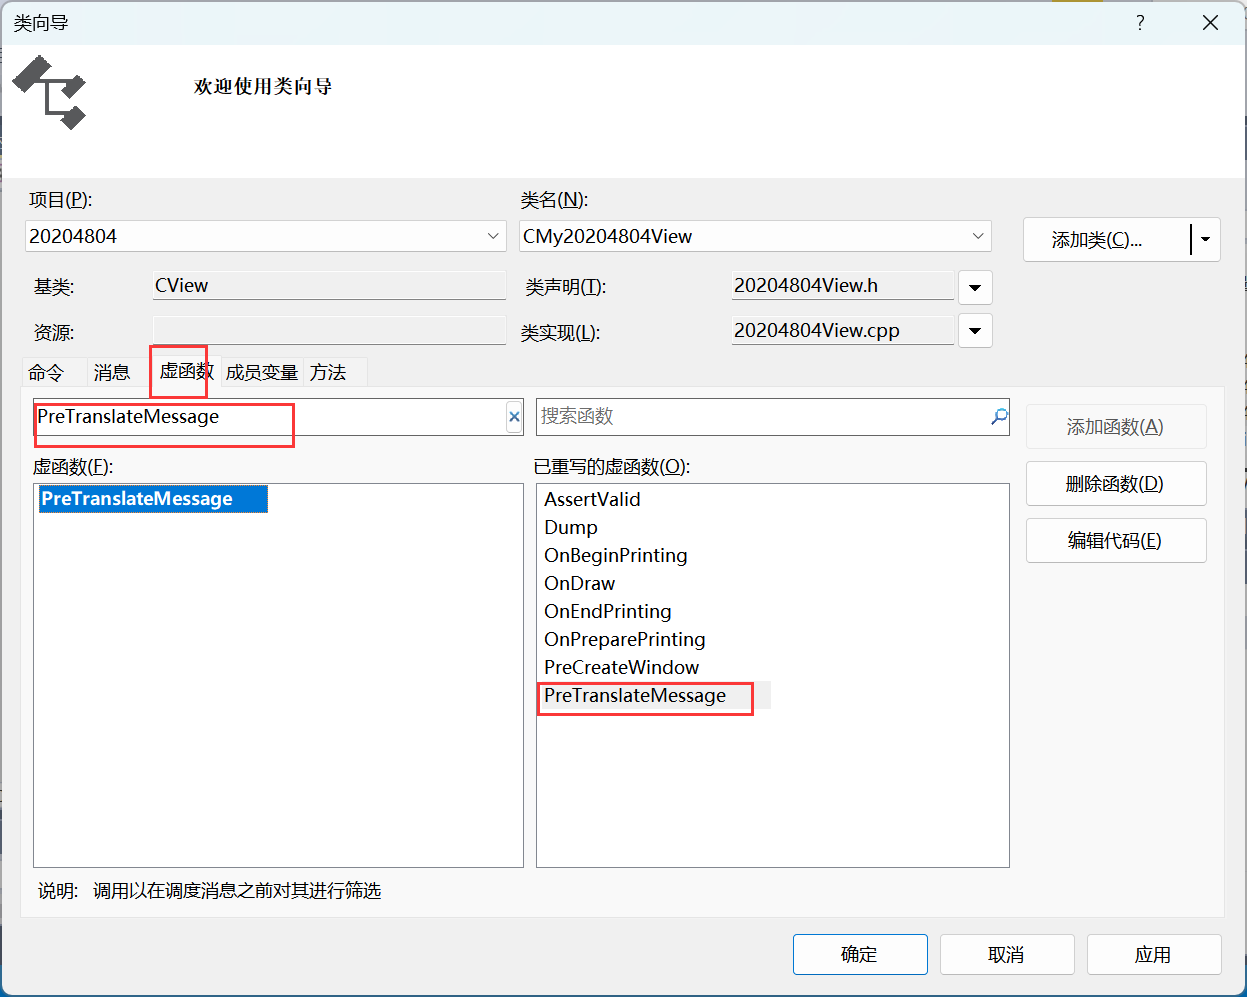 类向导
?
欢迎使用类向导
项目(P):
类名(N):
20204804
CMy20204804View
添加类(C)...
基类:
CView
类声明(T):
20204804View.h
资源:
类实现(L):
20204804View.cpp
命令
消息
虚函数
成员变量
方法
PreTranslateMessage
搜索函数
添加函数(A)
虚函数(F):
已重写的虚函数(O):
删除函数(D)
PreTranslateMessage
AssertValid
Dump
编辑代码(E)
OnBeginPrinting
OnDraw
OnEndPrinting
OnPreparePrinting
PreCreateWindow
PreTranslateMessage
说明: 调用以在调度消息之前对其进行筛选
确定
取消
应用